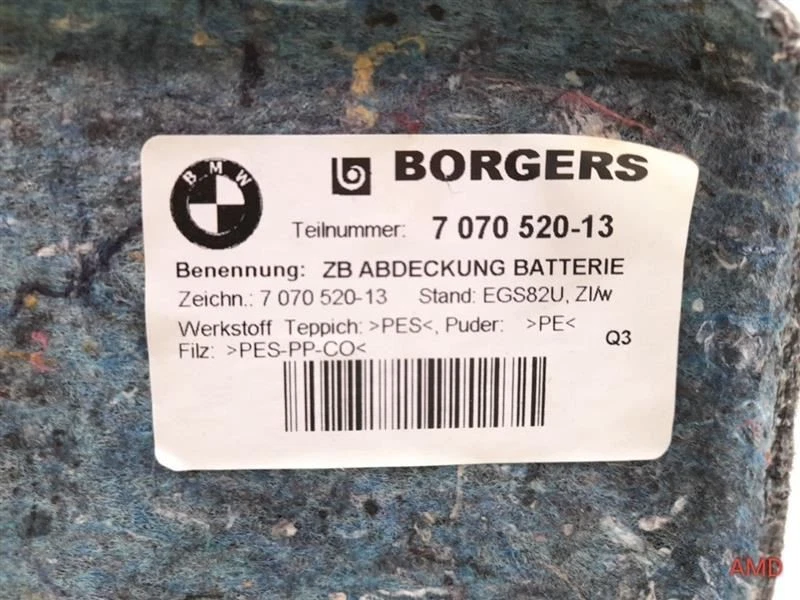 BMW
BORGERS
Teilnummer: 7 070 520-13
Benennung: ZB ABDECKUNG BATTERIE
Zeichn.: 7 070 520-13 Stand: EGS82U, ZI/w
Werkstoff Teppich: >PES<, Puder: >PE<
Filz: >PES-PP-CO<
Q3
AMD